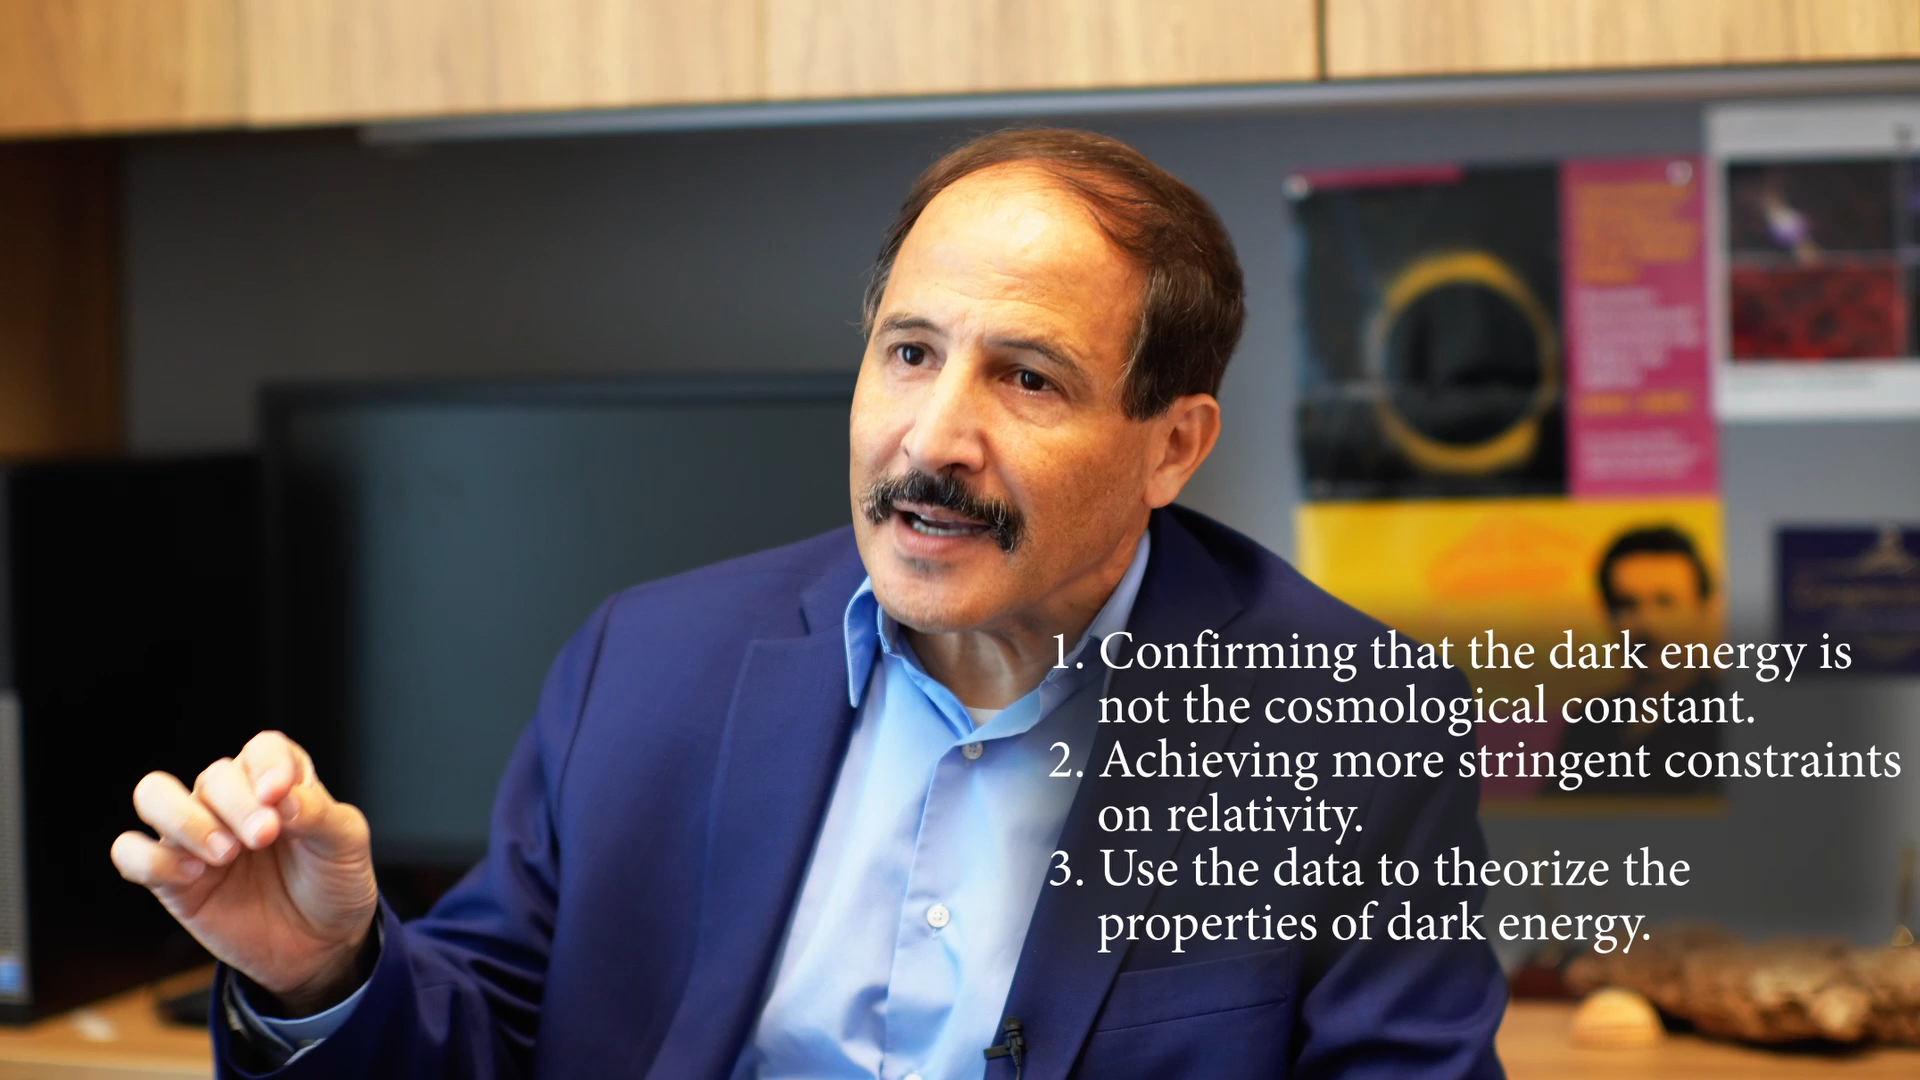 1. Confirming that the dark energy is
not the cosmological constant.
2. Achieving more stringent constraints
on relativity.
3. Use the data to theorize the
properties of dark energy.